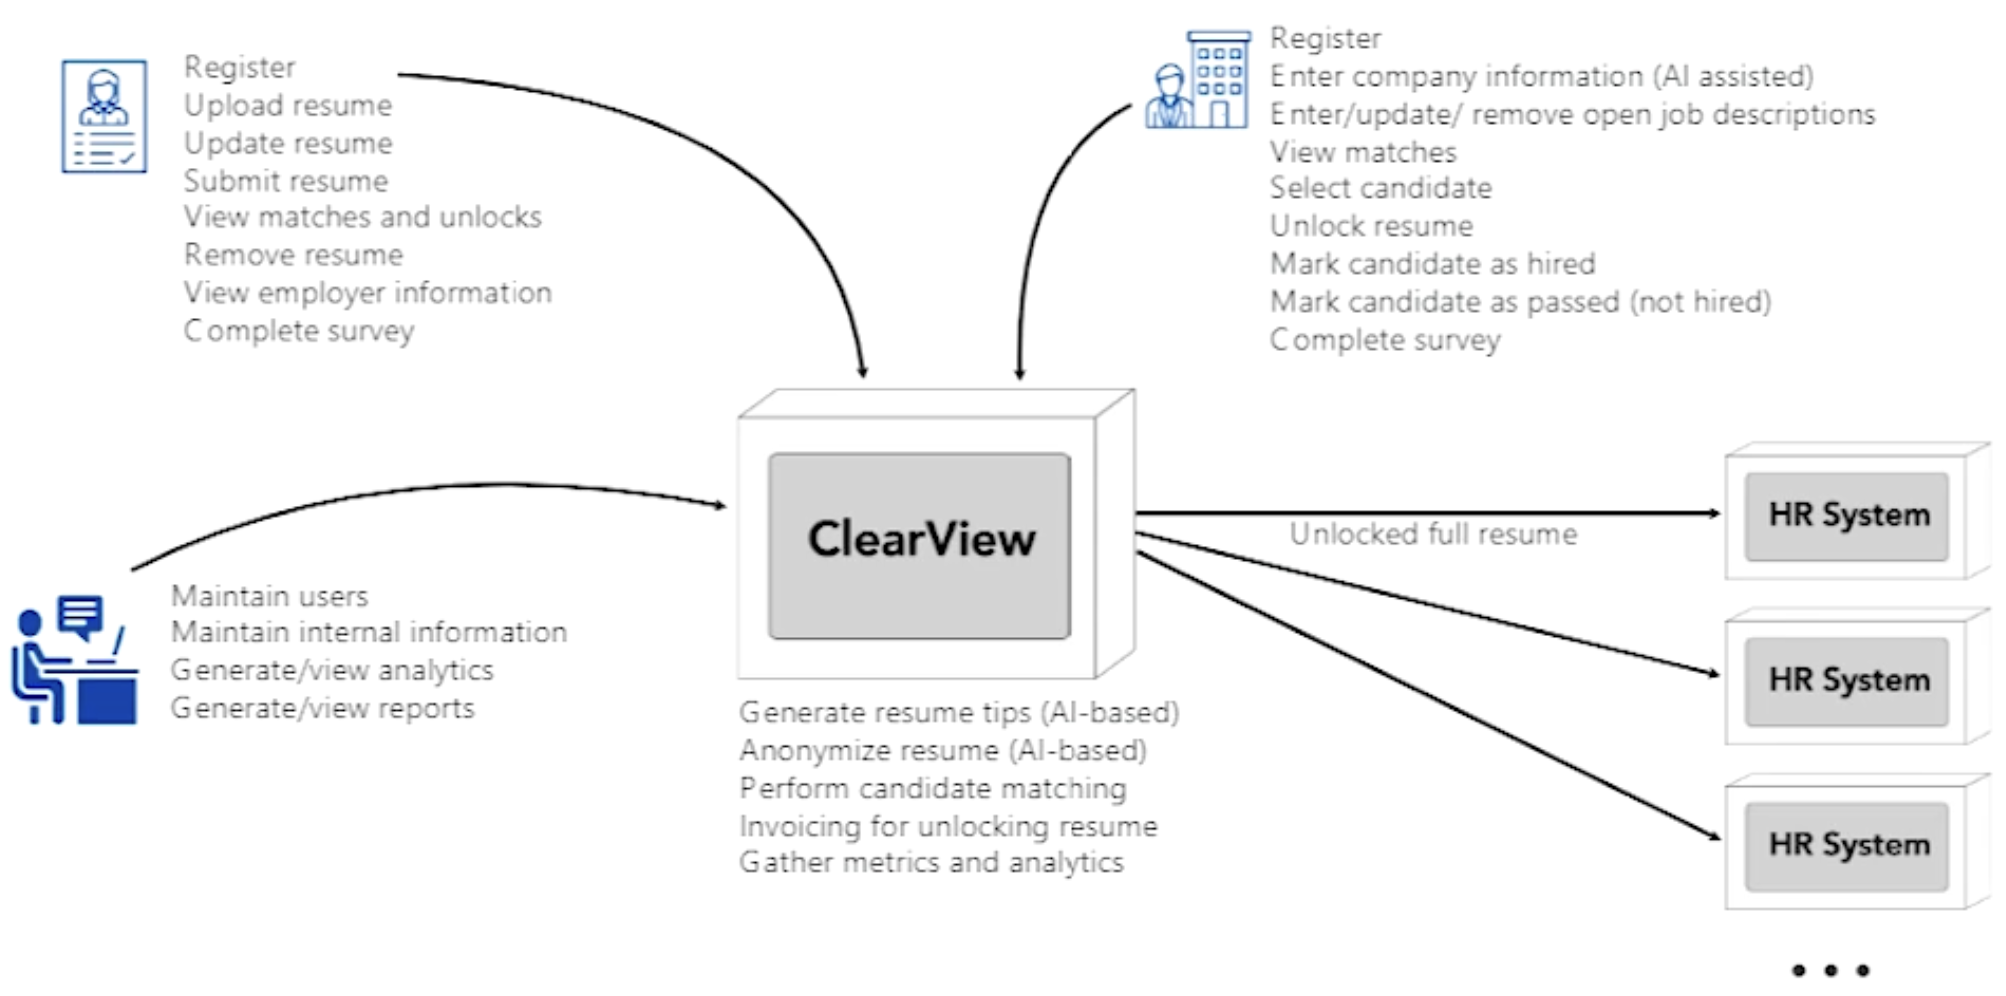 Register
Upload resume
Update resume
Submit resume
View matches and unlocks
Remove resume
View employer information
Complete survey
Register
Enter company information (AI assisted)
Enter/update/ remove open job descriptions
View matches
Select candidate
Unlock resume
Mark candidate as hired
Mark candidate as passed (not hired)
Complete survey
Maintain users
Maintain internal information
Generate/view analytics
Generate/view reports
ClearView
Generate resume tips (AI-based)
Anonymize resume (AI-based)
Perform candidate matching
Invoicing for unlocking resume
Gather metrics and analytics
Unlocked full resume
HR System
HR System
HR System
•••